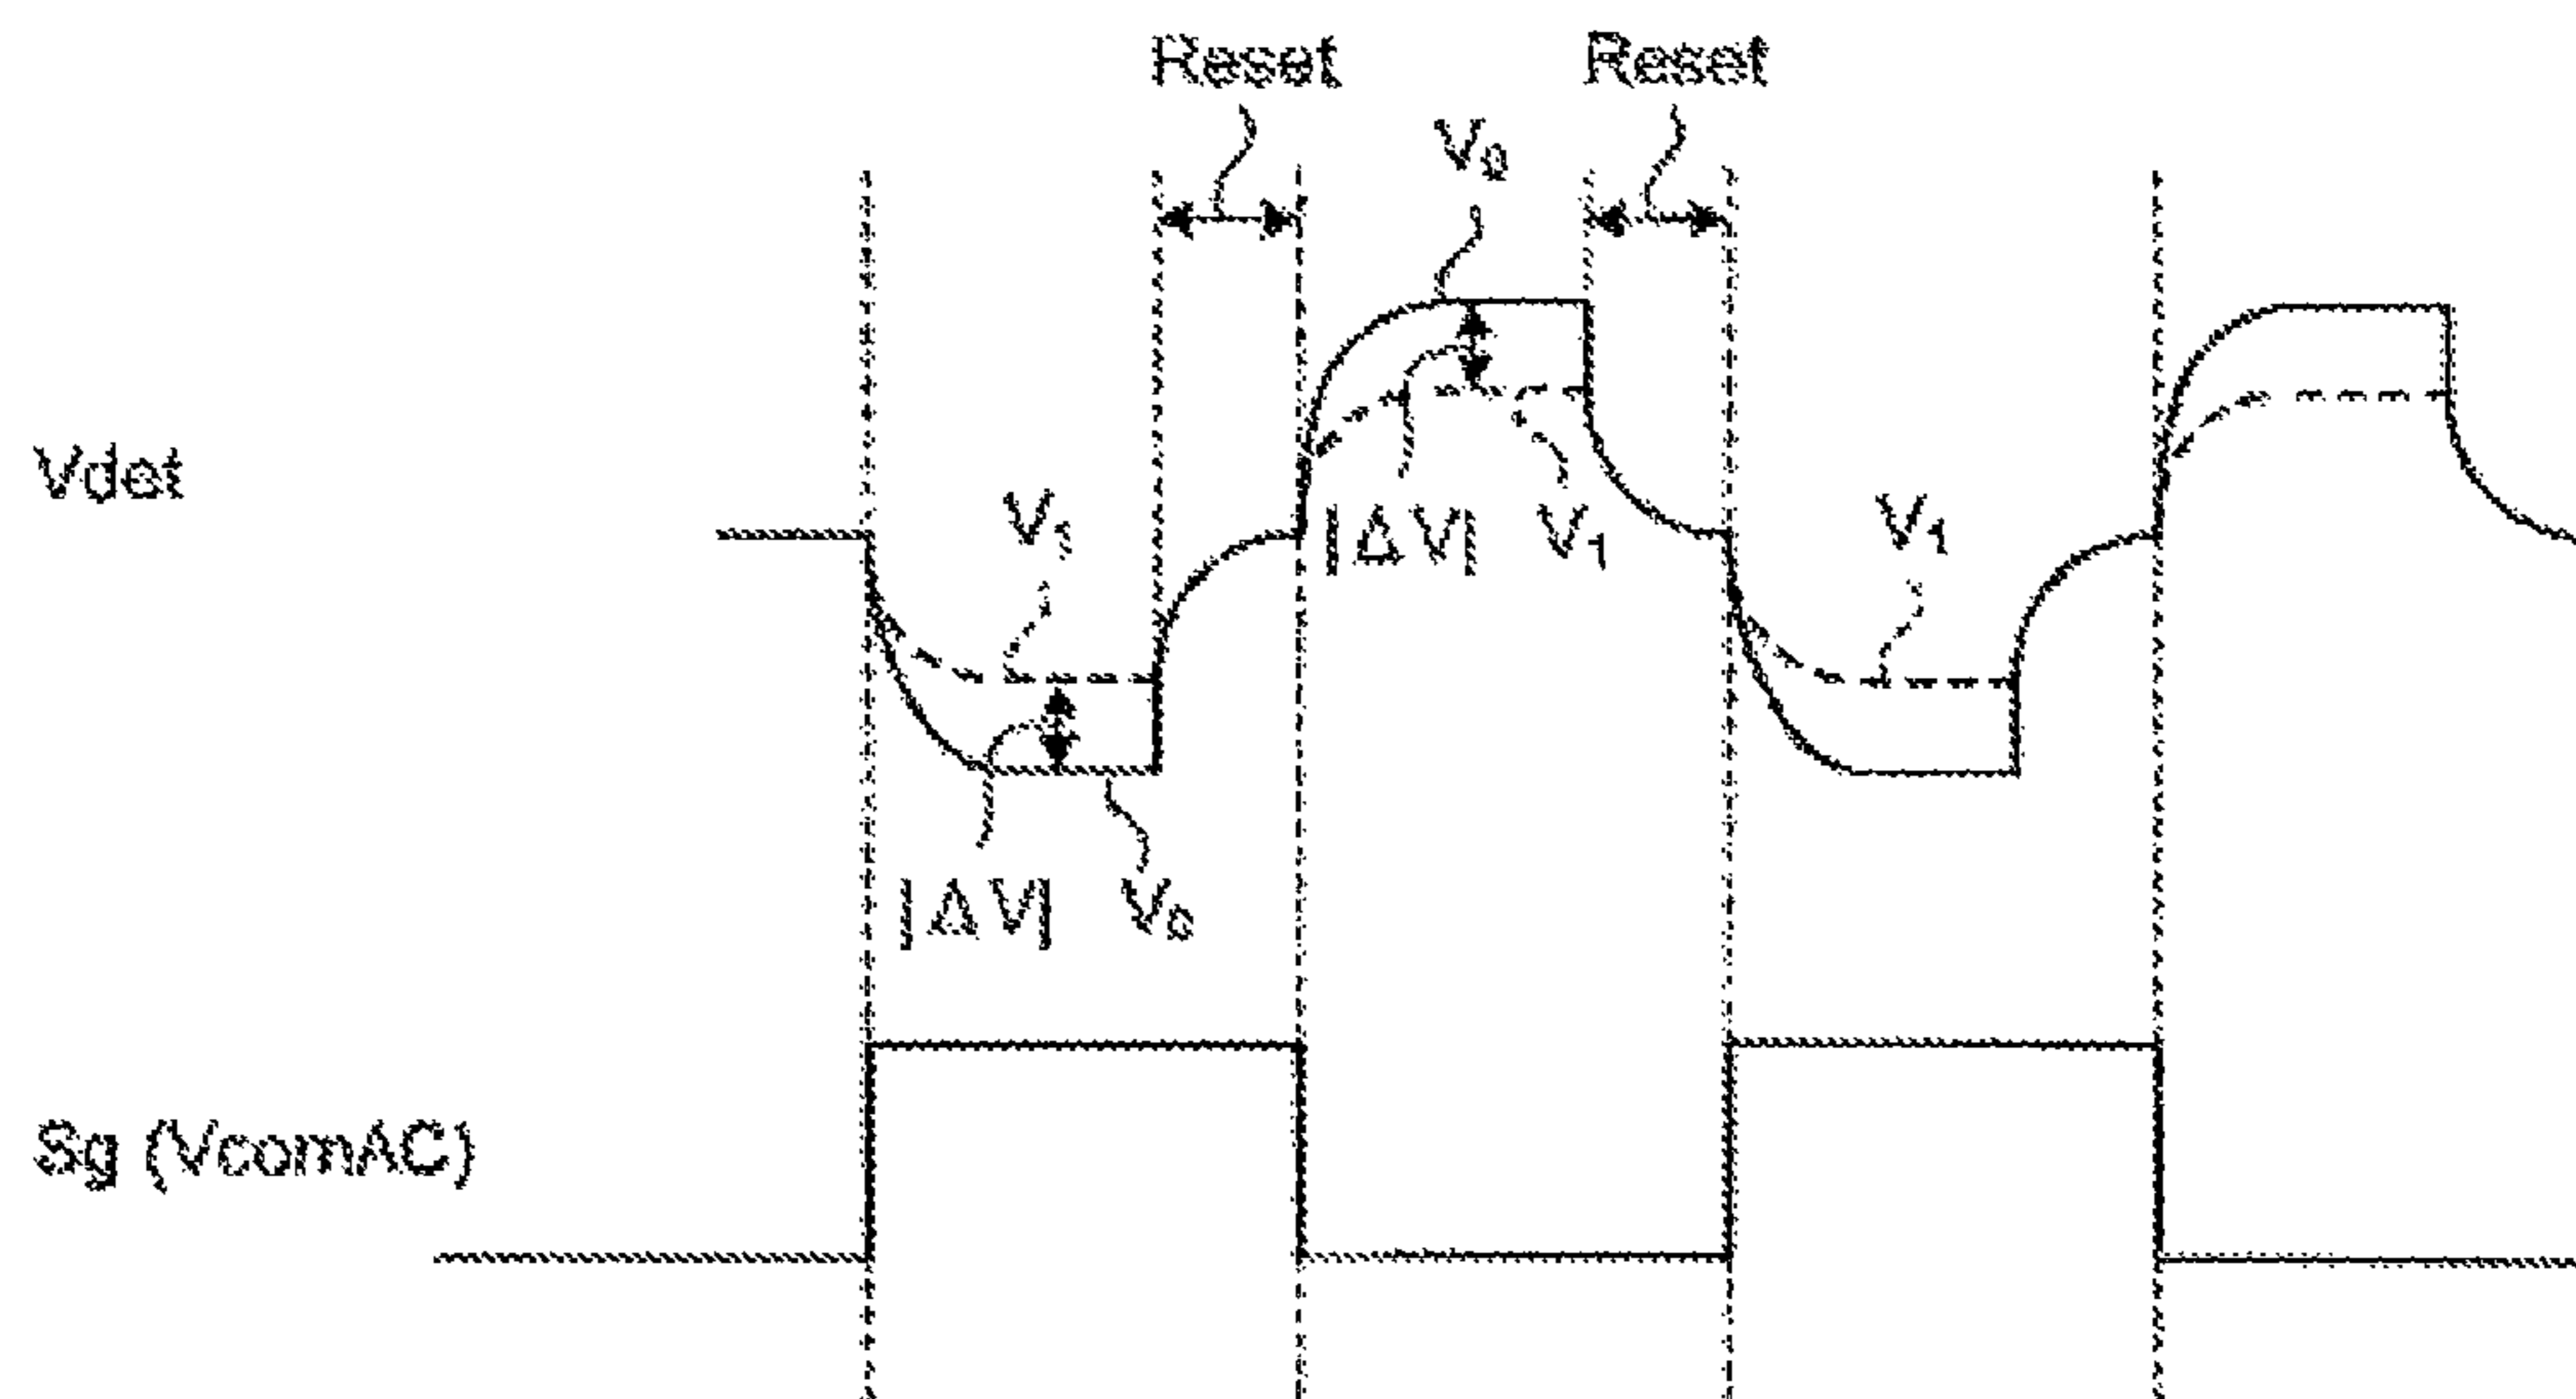 Reset Reset
V₀
Vdet
V₁ |ΔV| V₁ V₁
|ΔV| V₀
Sg (VcomAC)